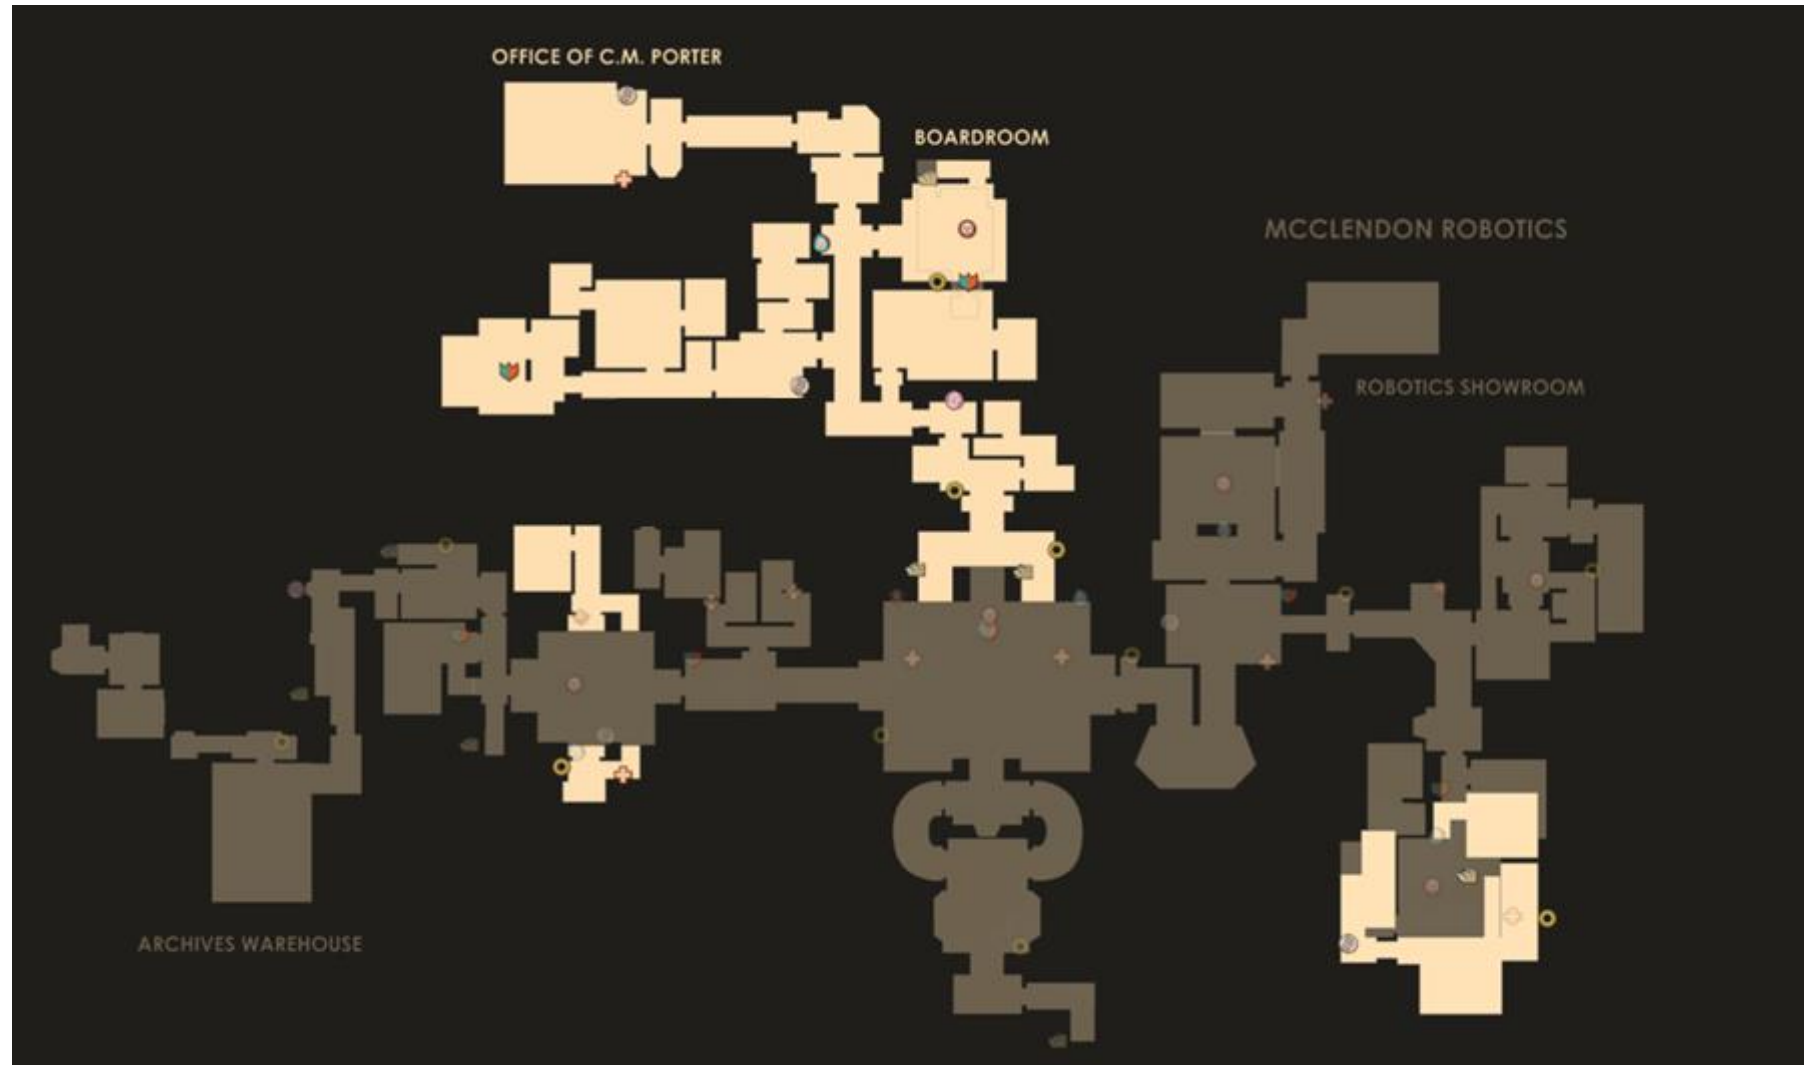 OFFICE OF C.M. PORTER
BOARDROOM
MCCLENDON ROBOTICS
ROBOTICS SHOWROOM
ARCHIVES WAREHOUSE